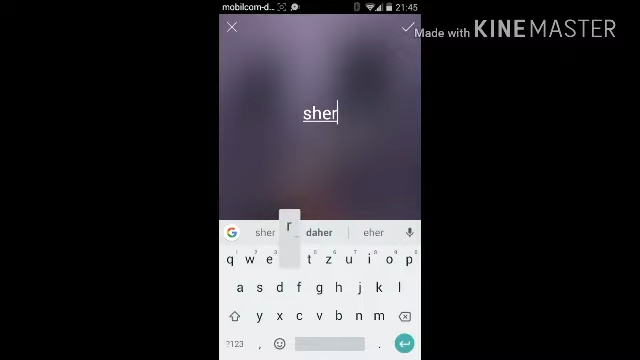 mobilcom-d... 21:45
Made with KINEMASTER
sher
sher r daher eher
q w e t z u i o p
a s d f g h j k l
y x c v b n m
?123 , .